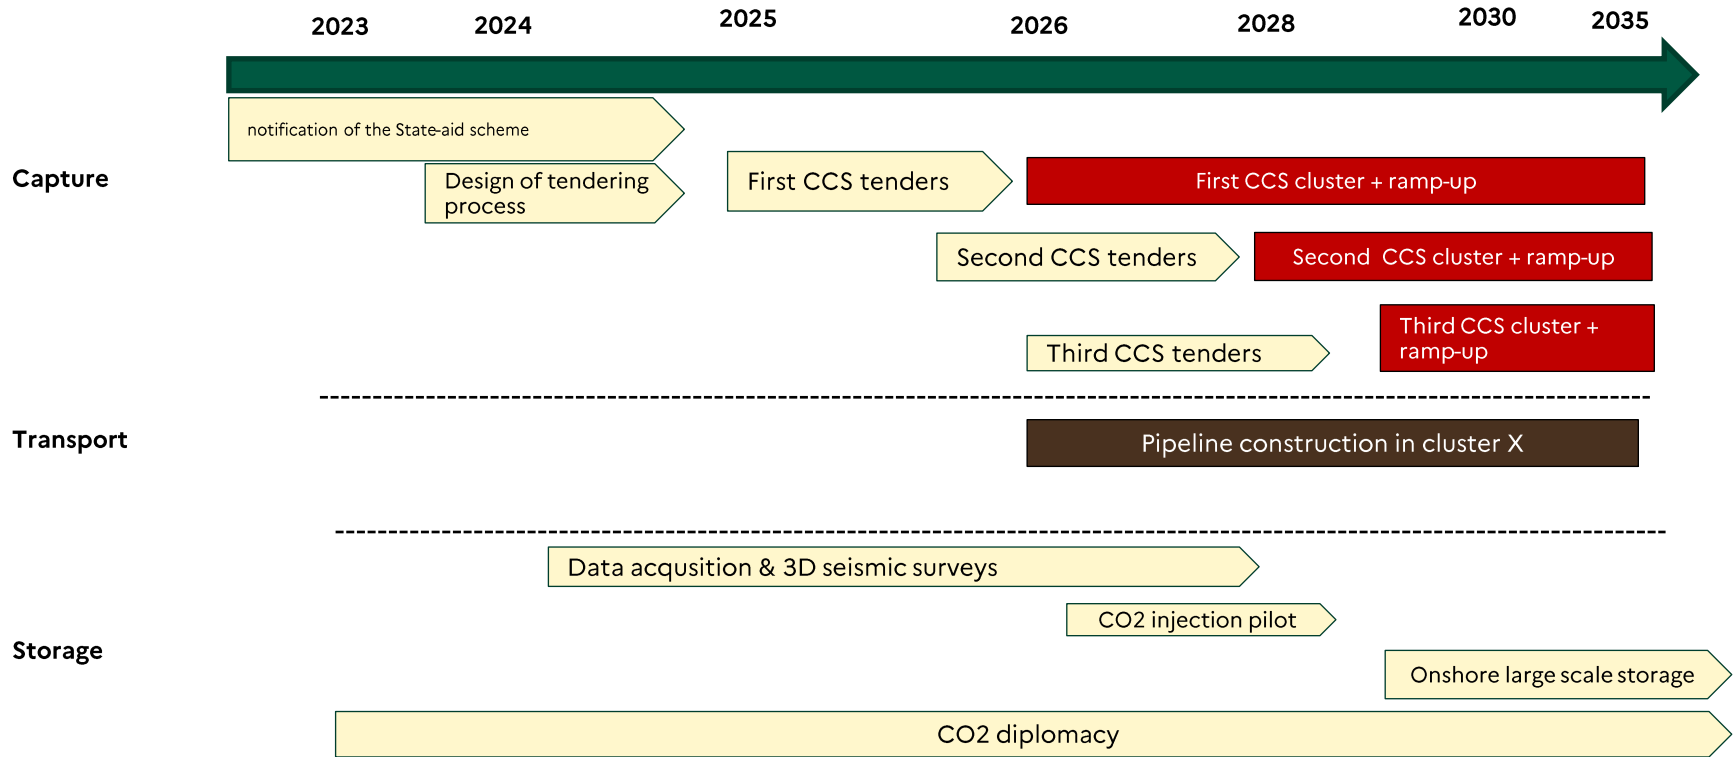 2023 2024 2025 2026 2028 2030 2035
notification of the State-aid scheme
Capture
Design of tendering
process
First CCS tenders
First CCS cluster + ramp-up
Second CCS tenders
Second CCS cluster + ramp-up
Third CCS tenders
Third CCS cluster +
ramp-up
Transport
Pipeline construction in cluster X
Data acqusition & 3D seismic surveys
CO2 injection pilot
Storage
Onshore large scale storage
CO2 diplomacy